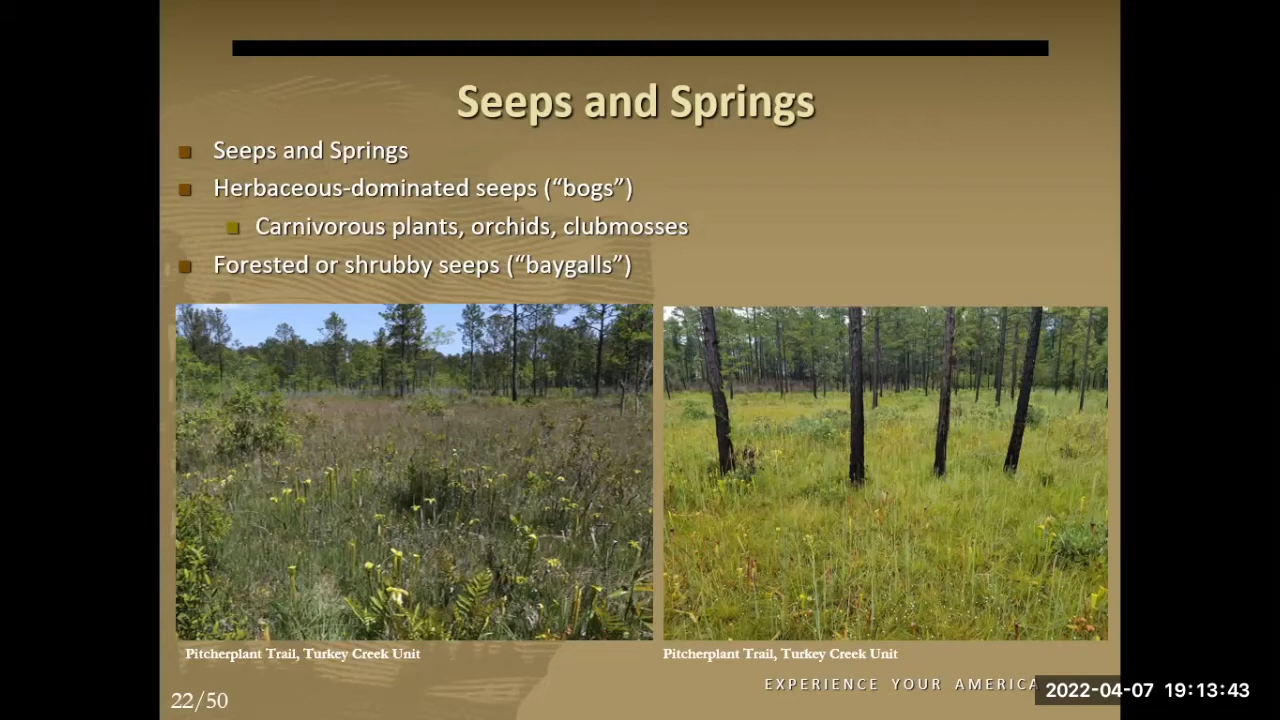 Seeps and Springs
Seeps and Springs
Herbaceous-dominated seeps (“bogs”)
Carnivorous plants, orchids, clubmosses
Forested or shrubby seeps (“baygalls”)
Pitcherplant Trail, Turkey Creek Unit
Pitcherplant Trail, Turkey Creek Unit
EXPERIENCE YOUR AMERICA
2022-04-07 19:13:43
22/50